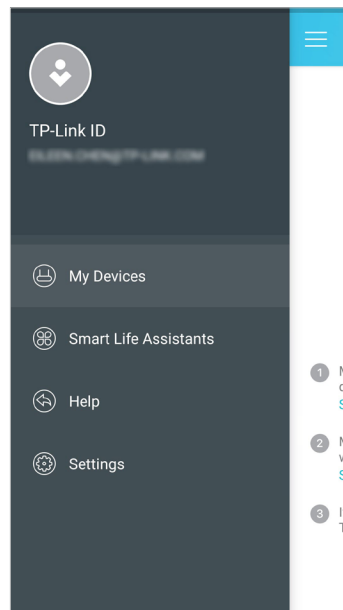 TP-Link ID
My Devices
Smart Life Assistants
Help
Settings
1
2
3